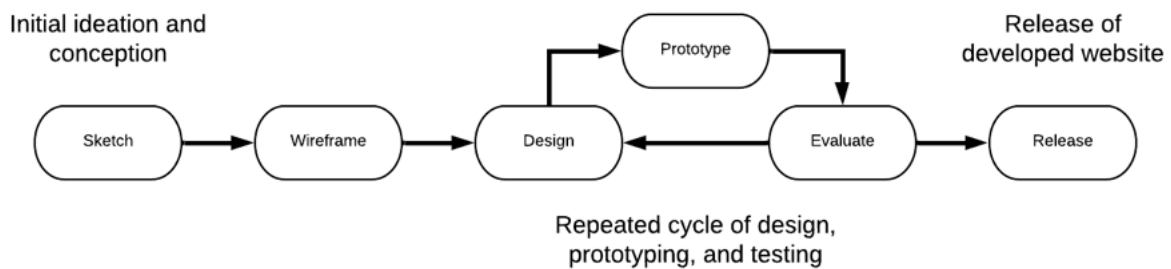 Initial ideation and
conception
Prototype
Release of
developed website
Sketch
Wireframe
Design
Evaluate
Release
Repeated cycle of design,
prototyping, and testing